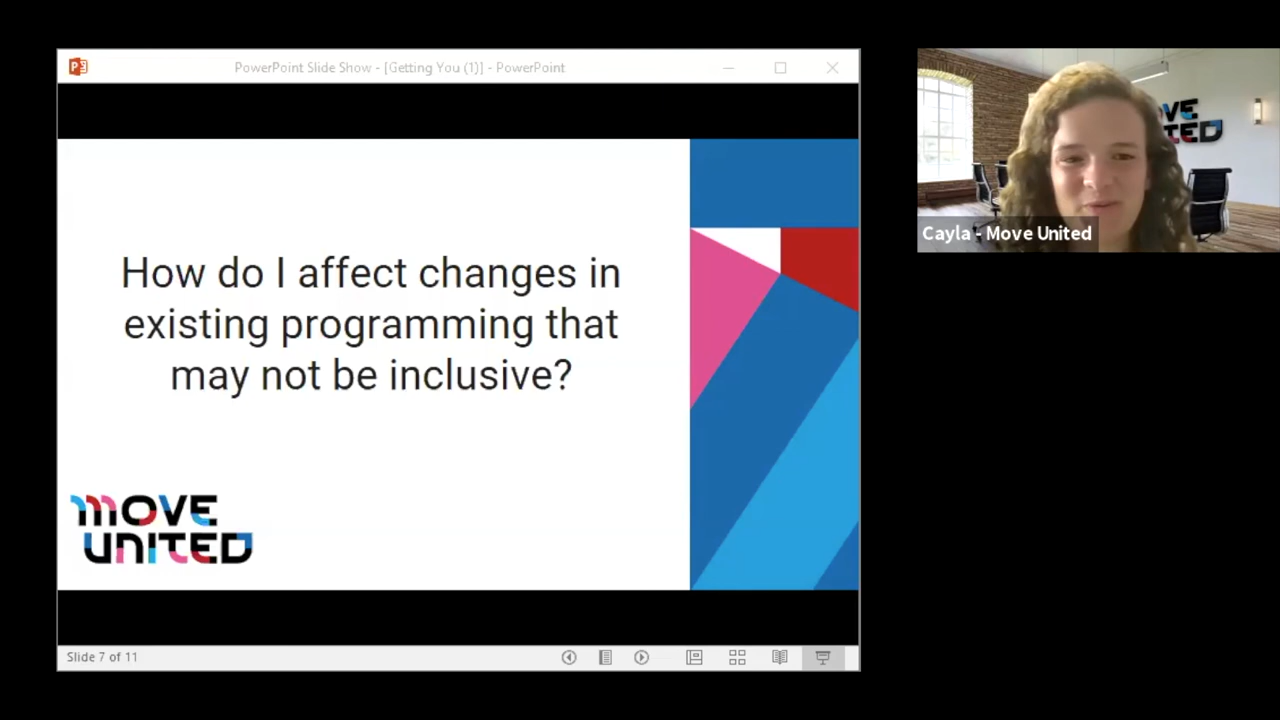 PowerPoint Slide Show - [Getting You (1)] - PowerPoint
How do I affect changes in
existing programming that
may not be inclusive?
MOVE
UNITED
Slide 7 of 11
Cayla - Move United